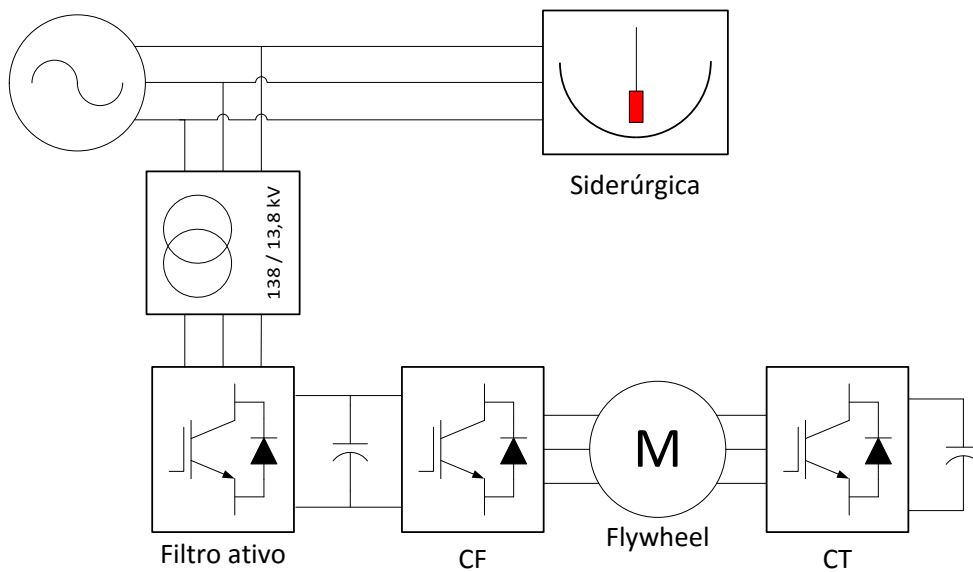 Siderúrgica
138 / 13,8 kV
M
Filtro ativo
CF
Flywheel
CT